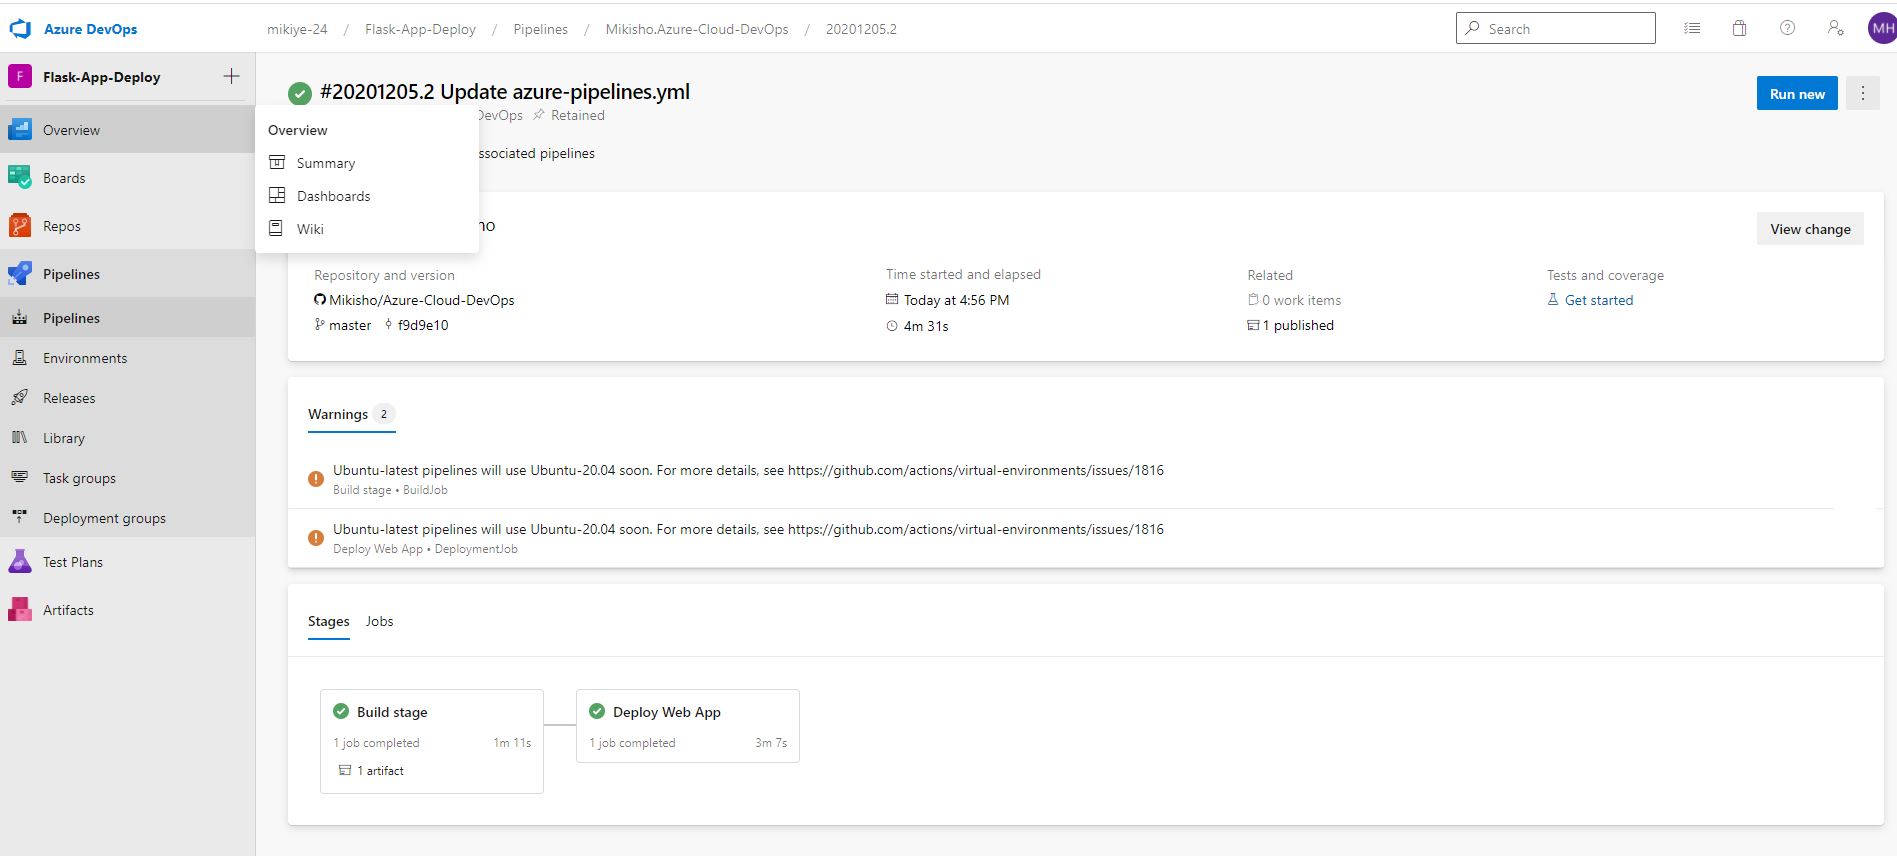 Azure DevOps
mikiye-24 / Flask-App-Deploy / Pipelines / Mikisho.Azure-Cloud-DevOps / 20201205.2
Search
MH
F Flask-App-Deploy
Overview
Boards
Repos
Pipelines
Pipelines
Environments
Releases
Library
Task groups
Deployment groups
Test Plans
Artifacts
Overview
Summary
Dashboards
Wiki
#20201205.2 Update azure-pipelines.yml
DevOps Retained
ssociated pipelines
Run new
ho
View change
Repository and version
Mikisho/Azure-Cloud-DevOps
master f9d9e10
Time started and elapsed
Today at 4:56 PM
4m 31s
Related
0 work items
1 published
Tests and coverage
Get started
Warnings 2
Ubuntu-latest pipelines will use Ubuntu-20.04 soon. For more details, see https://github.com/actions/virtual-environments/issues/1816
Build stage • BuildJob
Ubuntu-latest pipelines will use Ubuntu-20.04 soon. For more details, see https://github.com/actions/virtual-environments/issues/1816
Deploy Web App • DeploymentJob
Stages Jobs
Build stage
1 job completed 1m 11s
1 artifact
Deploy Web App
1 job completed 3m 7s